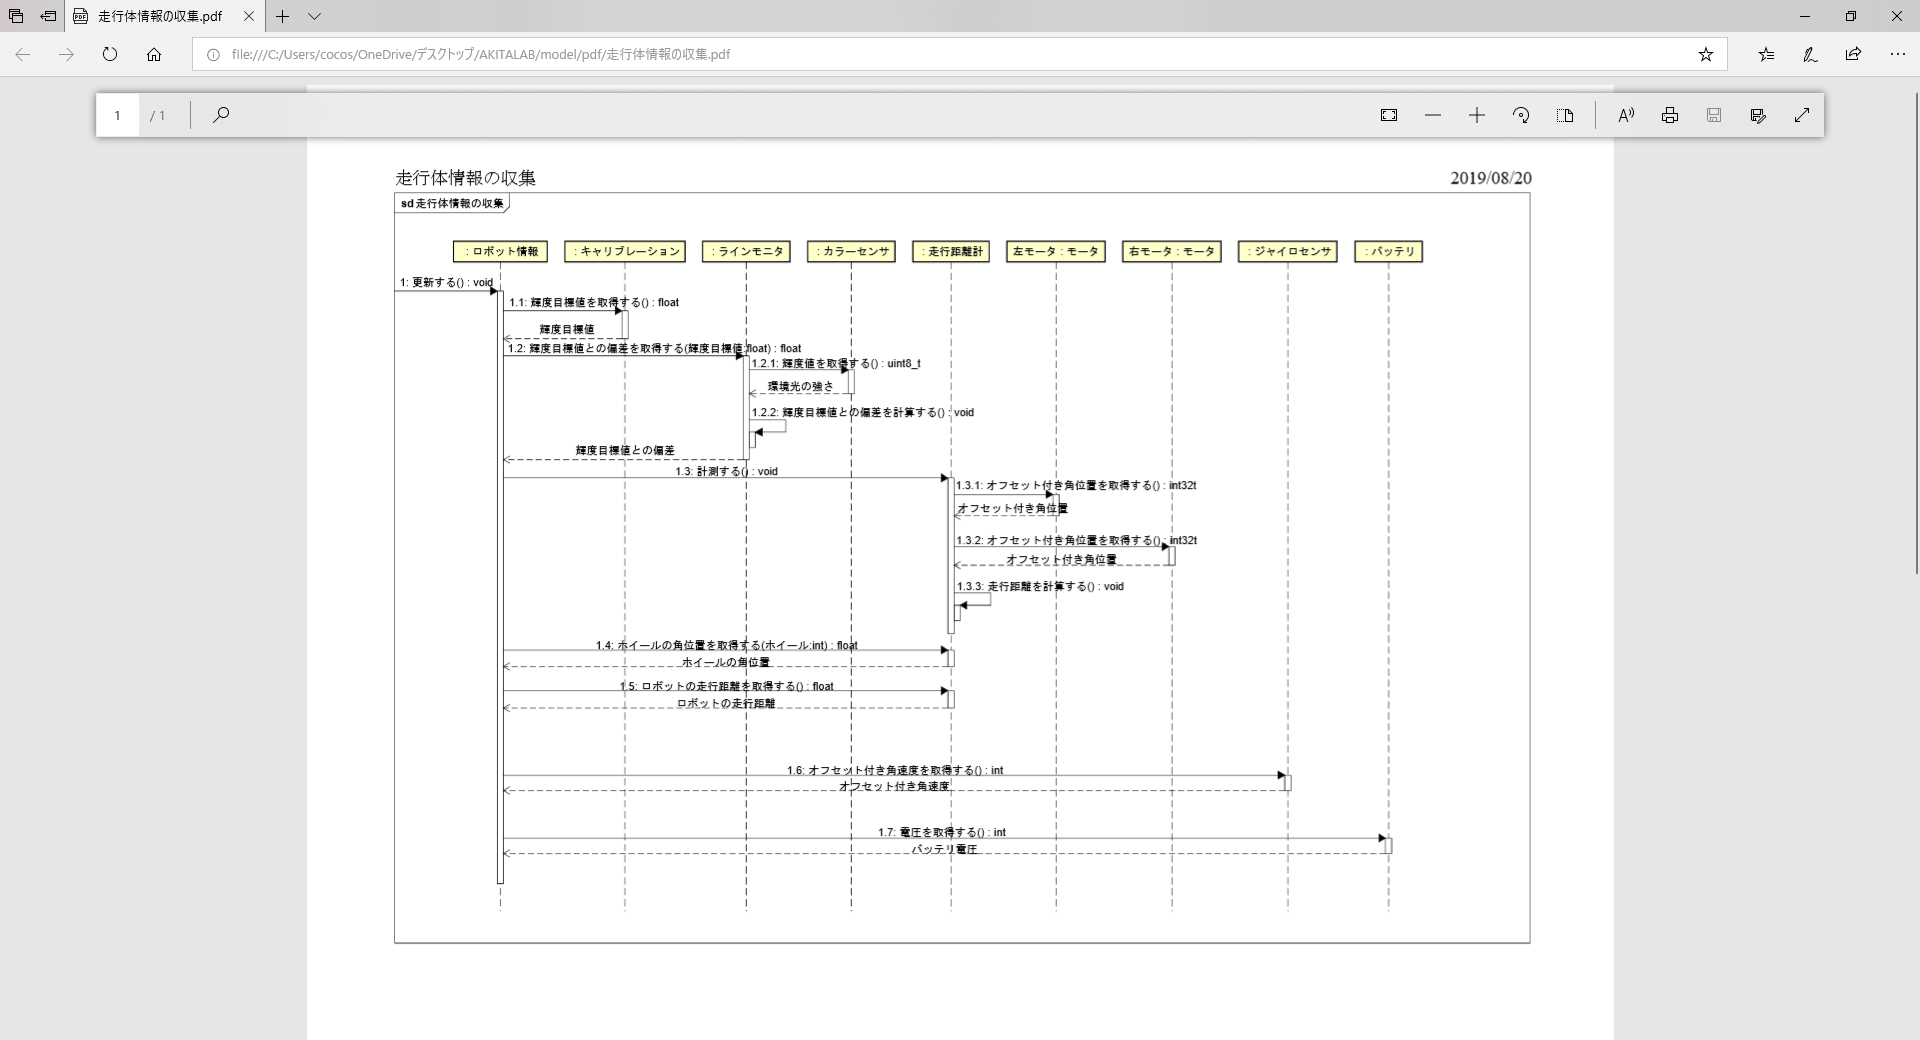 走行体情報の収集.pdf
file:///C:/Users/cocos/OneDrive/デスクトップ/AKITALAB/model/pdf/走行体情報の収集.pdf
1 / 1
走行体情報の収集 2019/08/20
sd 走行体情報の収集
: ロボット情報 : キャリブレーション : ラインモニタ : カラーセンサ : 走行距離計 左モータ : モータ 右モータ : モータ : ジャイロセンサ : バッテリ
1: 更新する() : void
1.1: 輝度目標値を取得する() : float
輝度目標値
1.2: 輝度目標値との偏差を取得する(輝度目標値:float) : float
1.2.1: 輝度値を取得する() : uint8_t
環境光の強さ
1.2.2: 輝度目標値との偏差を計算する() : void
輝度目標値との偏差
1.3: 計測する() : void
1.3.1: オフセット付き角位置を取得する() : int32t
オフセット付き角位置
1.3.2: オフセット付き角位置を取得する() : int32t
オフセット付き角位置
1.3.3: 走行距離を計算する() : void
1.4: ホイールの角位置を取得する(ホイール:int) : float
ホイールの角位置
1.5: ロボットの走行距離を取得する() : float
ロボットの走行距離
1.6: オフセット付き角速度を取得する() : int
オフセット付き角速度
1.7: 電圧を取得する() : int
バッテリ電圧